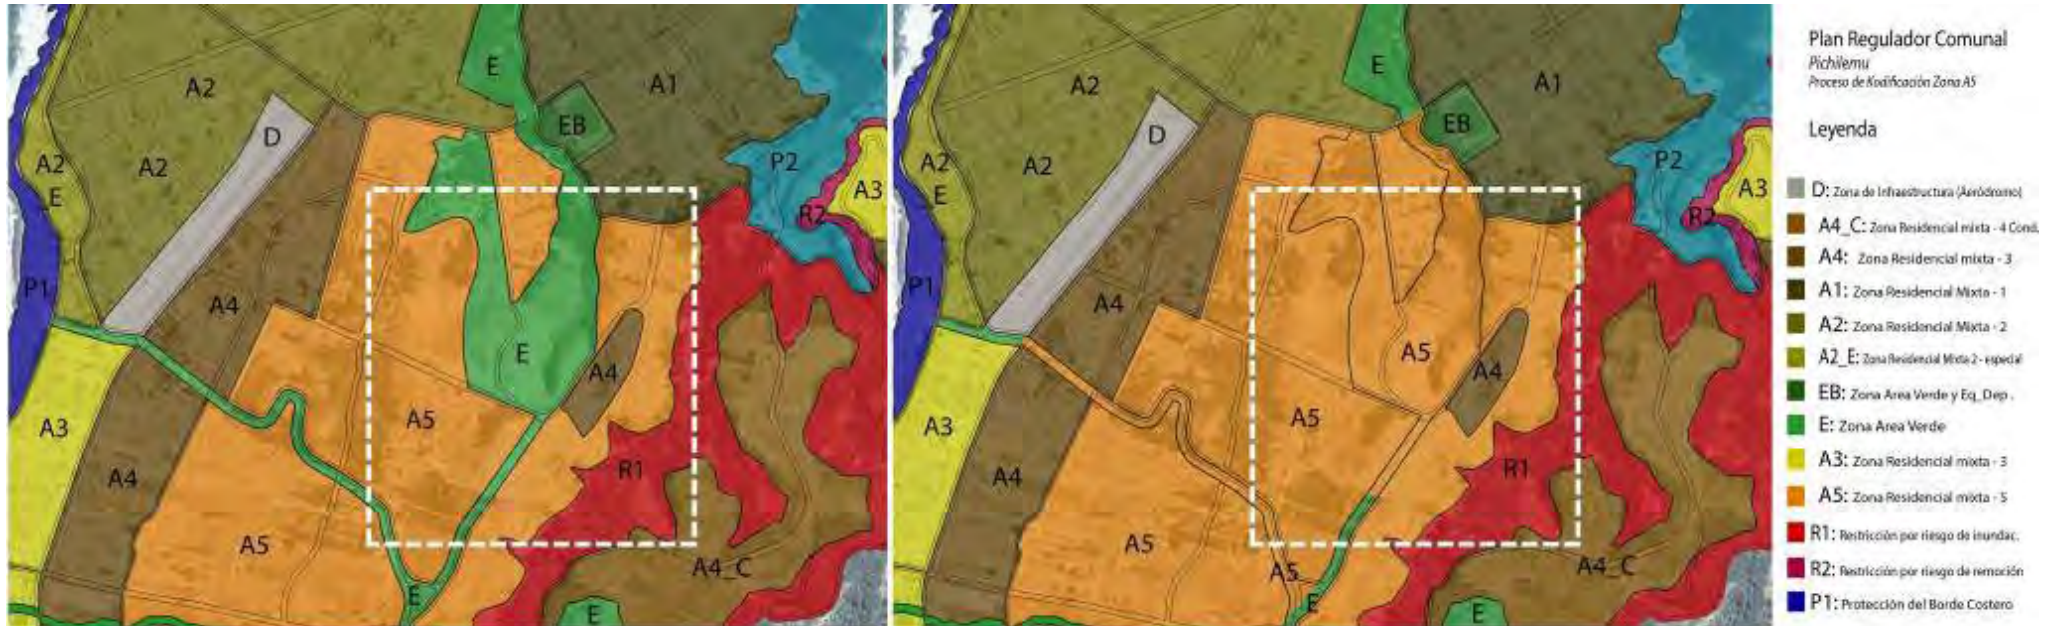 E
A2
A1
D
EB
A2
A2
E
P2
A3
R2
P1
A4
E
A4
A3
A5
A4
R1
A5
A4_C
E
E
E
A2
A1
D
EB
A2
A2
E
P2
A3
R2
P1
A4
A5
A4
A3
A5
A4
R1
A5
A5
A4_C
E
E
Plan Regulador Comunal
Pichilemu
Proceso de Kodificación Zona A5
Leyenda
D: Zona de Infraestructura (Aeródromo)
A4_C: Zona Residencial mixta - 4 Cond.
A4: Zona Residencial mixta - 3
A1: Zona Residencial Mixta - 1
A2: Zona Residencial Mixta - 2
A2_E: Zona Residencial Mixta 2 - especial
EB: Zona Area Verde y Eq_Dep .
E: Zona Area Verde
A3: Zona Residencial mixta - 3
A5: Zona Residencial mixta - 5
R1: Restricción por riesgo de inundac.
R2: Restricción por riesgo de remoción
P1: Protección del Borde Costero